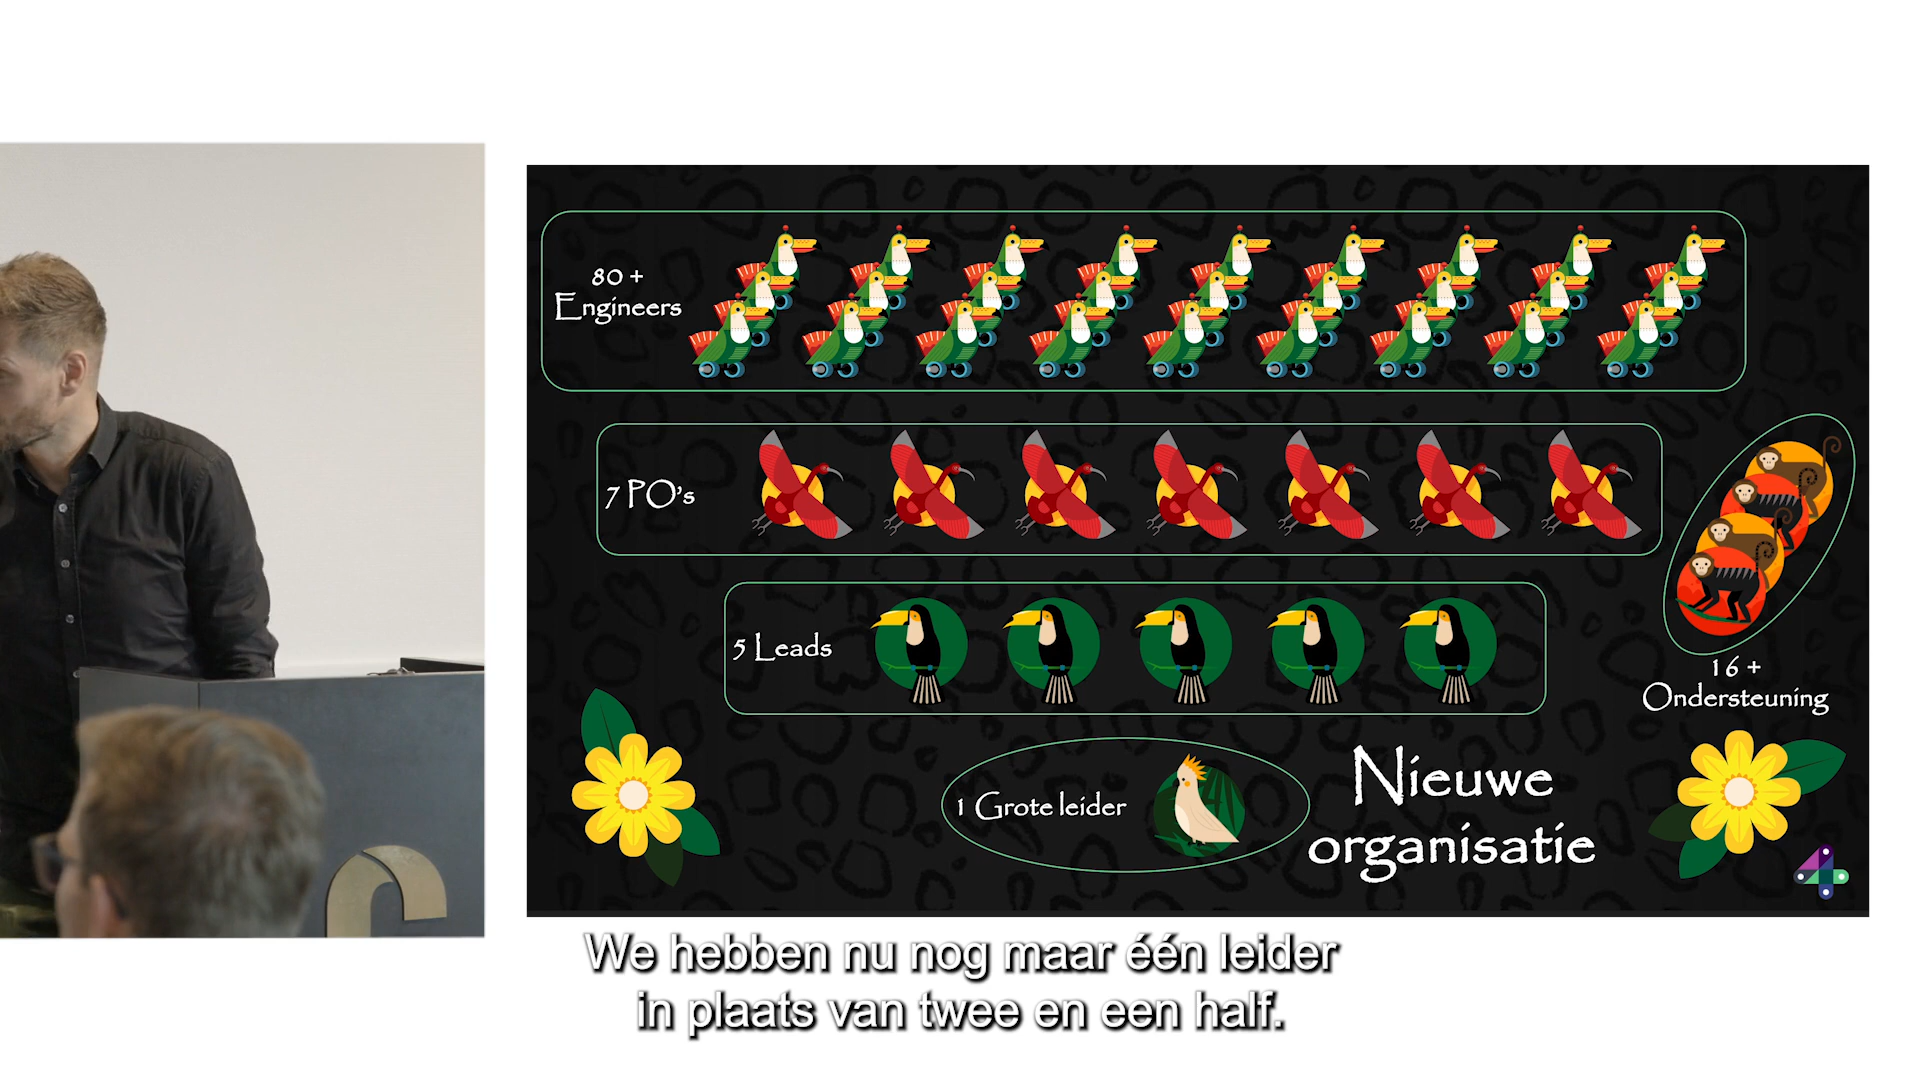 80 +
Engineers
7 PO's
5 Leads
16 +
Ondersteuning
1 Grote leider
Nieuwe
organisatie
We hebben nu nog maar één leider
in plaats van twee en een half.